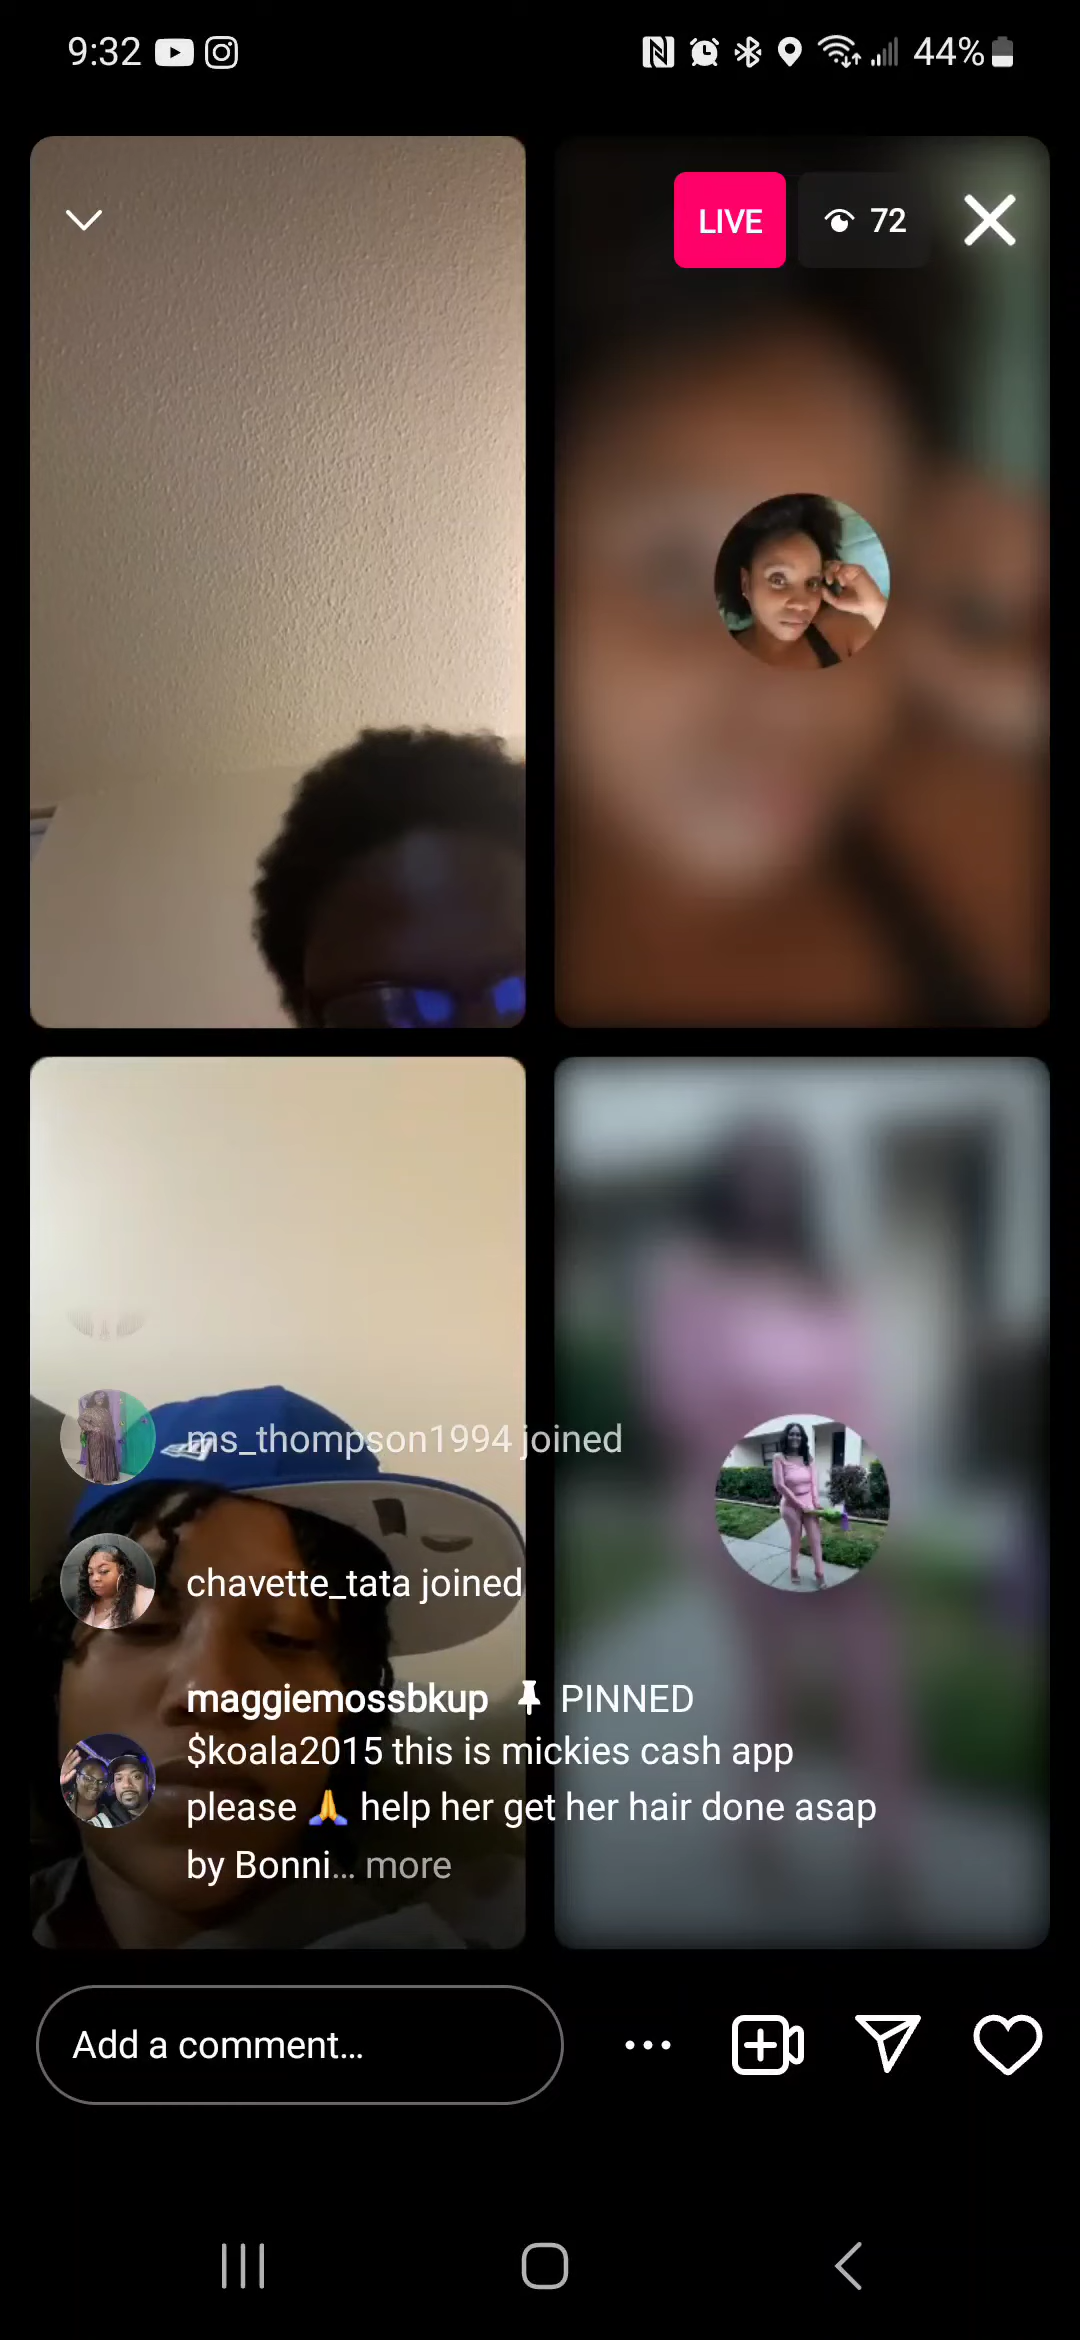 9:32
44%
LIVE
72
ms_thompson1994 joined
chavette_tata joined
maggiemossbkup PINNED
$koala2015 this is mickies cash app
please 🙏 help her get her hair done asap
by Bonni... more
Add a comment...